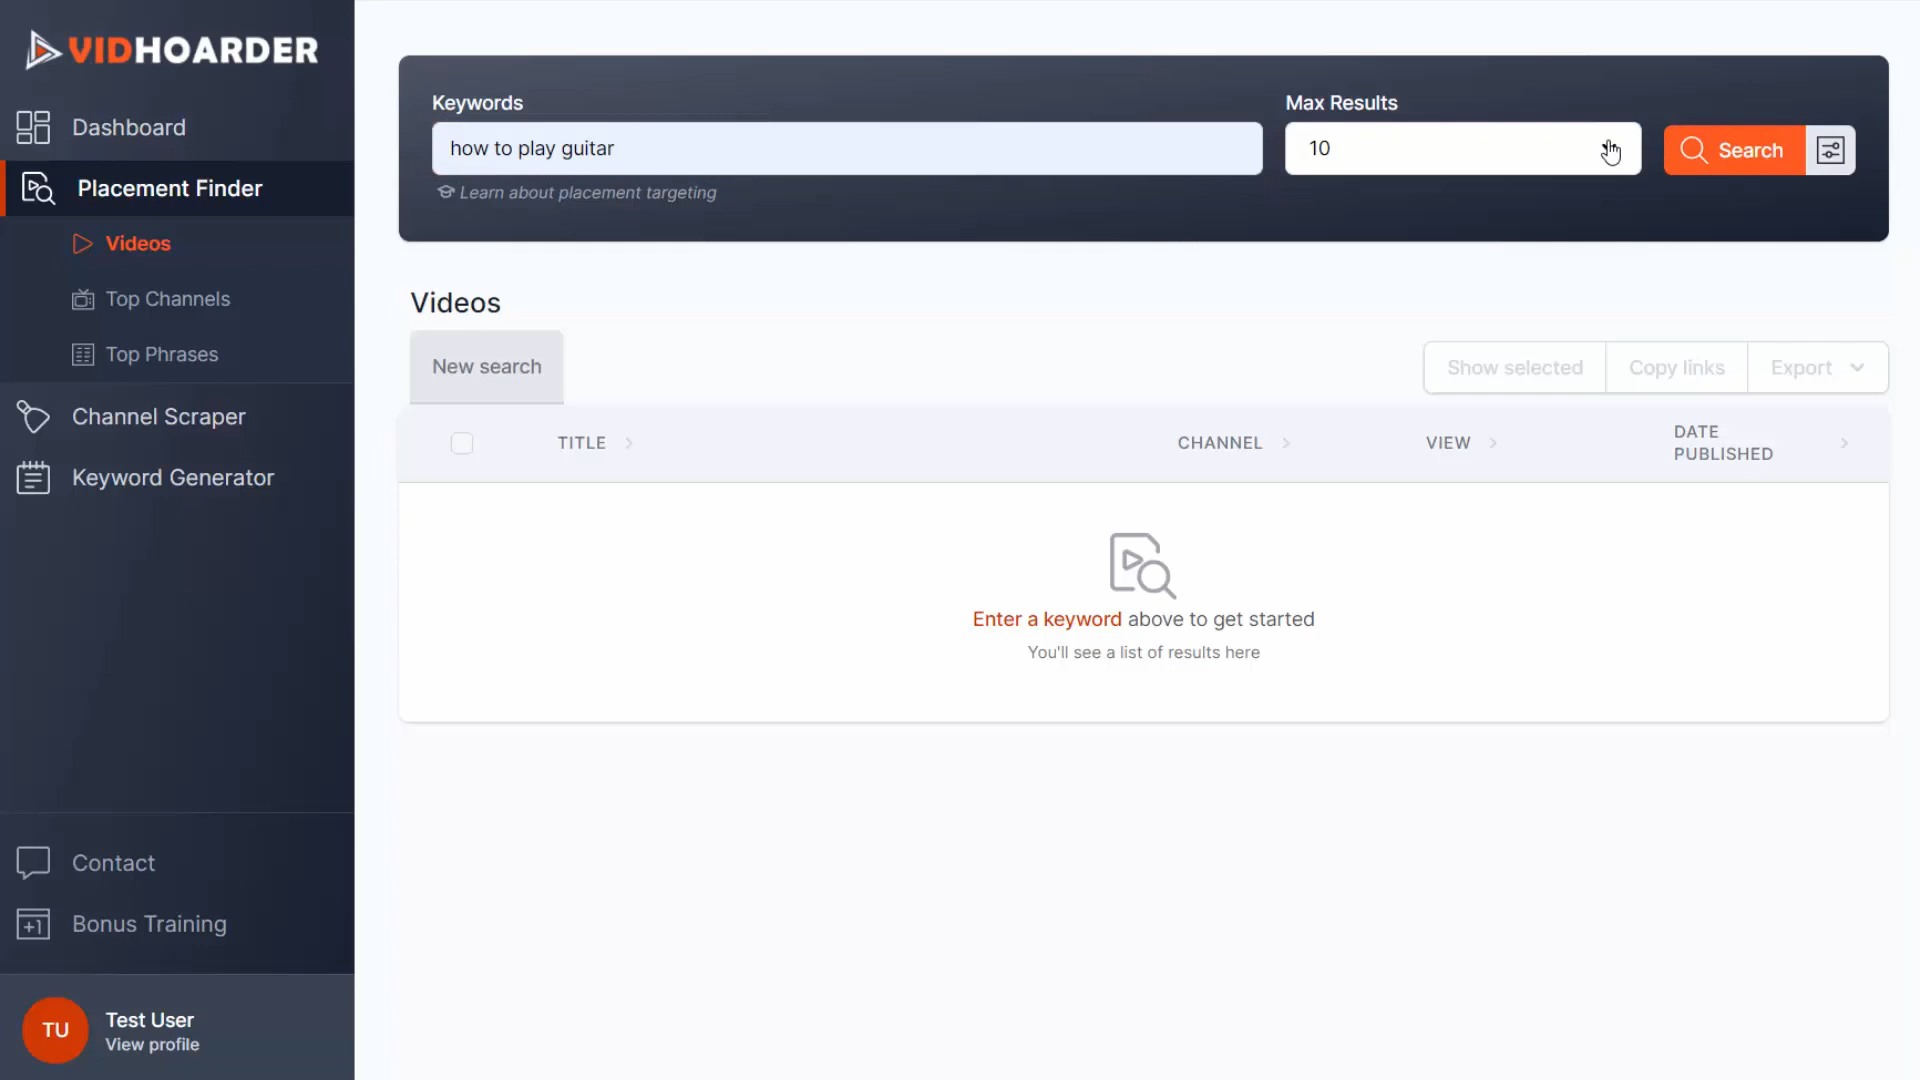 VIDHOARDER
Dashboard
Placement Finder
Videos
Top Channels
Top Phrases
Channel Scraper
Keyword Generator
Contact
+1 Bonus Training
TU
Test User
View profile
Keywords
how to play guitar
Learn about placement targeting
Max Results
10
Search
Videos
New search
Show selected
Copy links
Export
TITLE
CHANNEL
VIEW
DATE
PUBLISHED
Enter a keyword above to get started
You'll see a list of results here